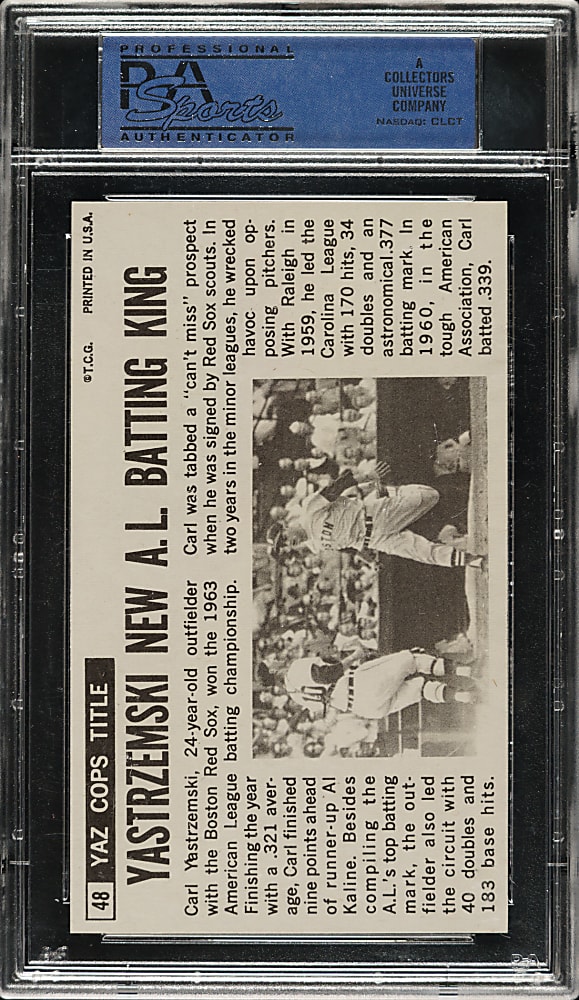 PROFESSIONAL
PSA
Sports
AUTHENTICATOR
A
COLLECTORS
UNIVERSE
COMPANY
NASDAQ: CLCT
48 YAZ COPS TITLE
©T.C.G. PRINTED IN U.S.A.
YASTRZEMSKI NEW A.L. BATTING KING
Carl Yastrzemski, 24-year-old outfielder
with the Boston Red Sox, won the 1963
American League batting championship.
Finishing the year
with a .321 aver-
age, Carl finished
nine points ahead
of runner-up Al
Kaline. Besides
compiling the
A.L.'s top batting
mark, the out-
fielder also led
the circuit with
40 doubles and
183 base hits.
Carl was tabbed a "can't miss" prospect
when he was signed by Red Sox scouts. In
two years in the minor leagues, he wrecked
havoc upon op-
posing pitchers.
With Raleigh in
1959, he led the
Carolina League
with 170 hits, 34
doubles and an
astronomical.377
batting mark. In
1960, in the
tough American
Association, Carl
batted .339.